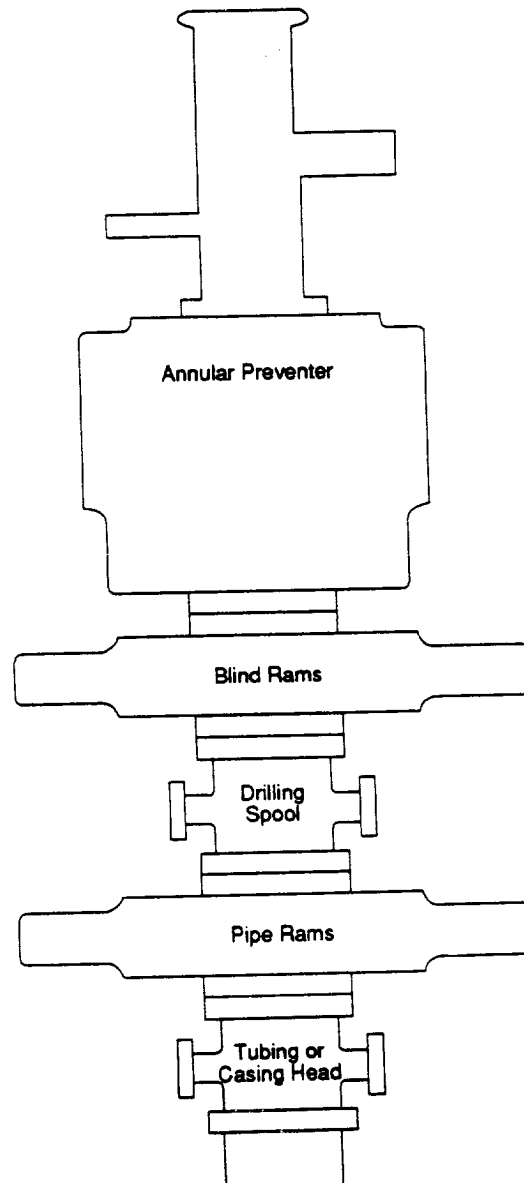 Annular Preventer
Blind Rams
Drilling
Spool
Pipe Rams
Tubing or
Casing Head